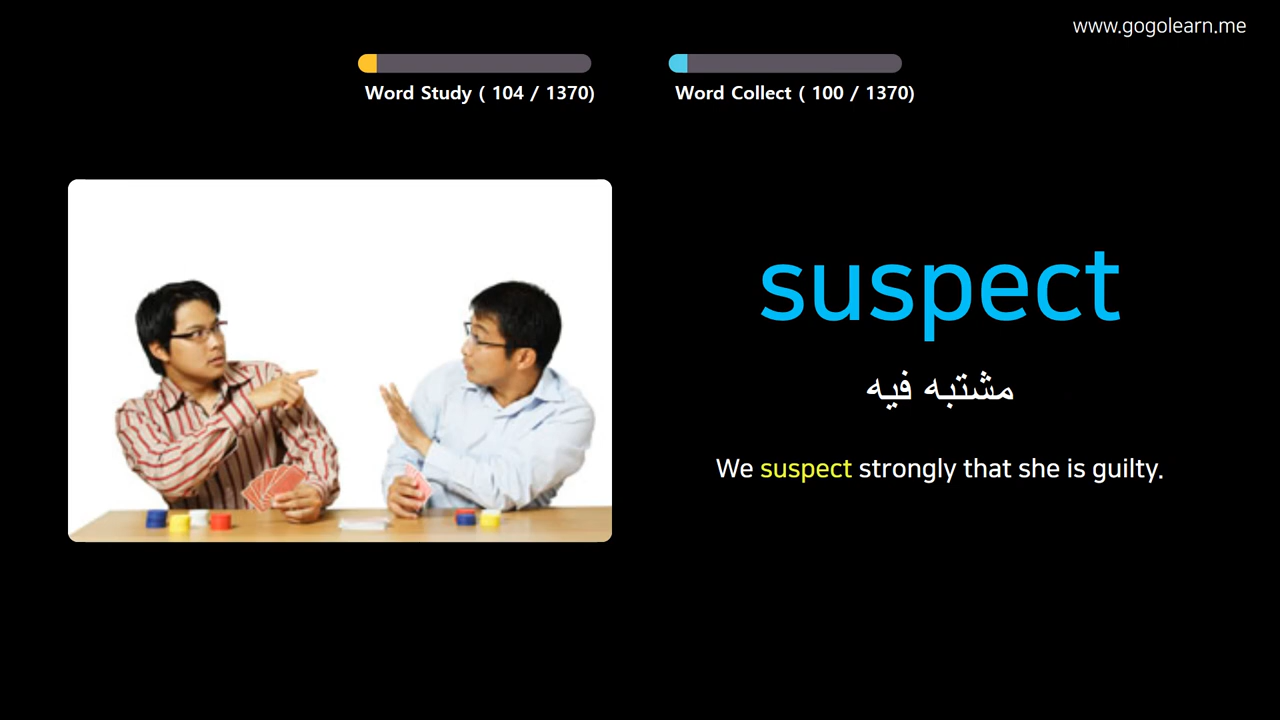 www.gogolearn.me
Word Study ( 104 / 1370)
Word Collect ( 100 / 1370)
suspect
مشتبه فيه
We suspect strongly that she is guilty.